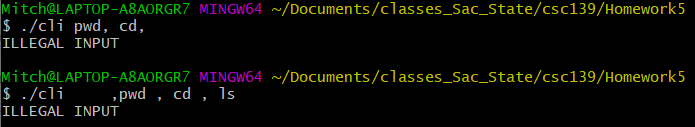 Mitch@LAPTOP-A8AORGR7 MINGW64 ~/Documents/classes_Sac_State/csc139/Homework5
$ ./cli pwd, cd,
ILLEGAL INPUT
Mitch@LAPTOP-A8AORGR7 MINGW64 ~/Documents/classes_Sac_State/csc139/Homework5
$ ./cli     ,pwd , cd , ls
ILLEGAL INPUT